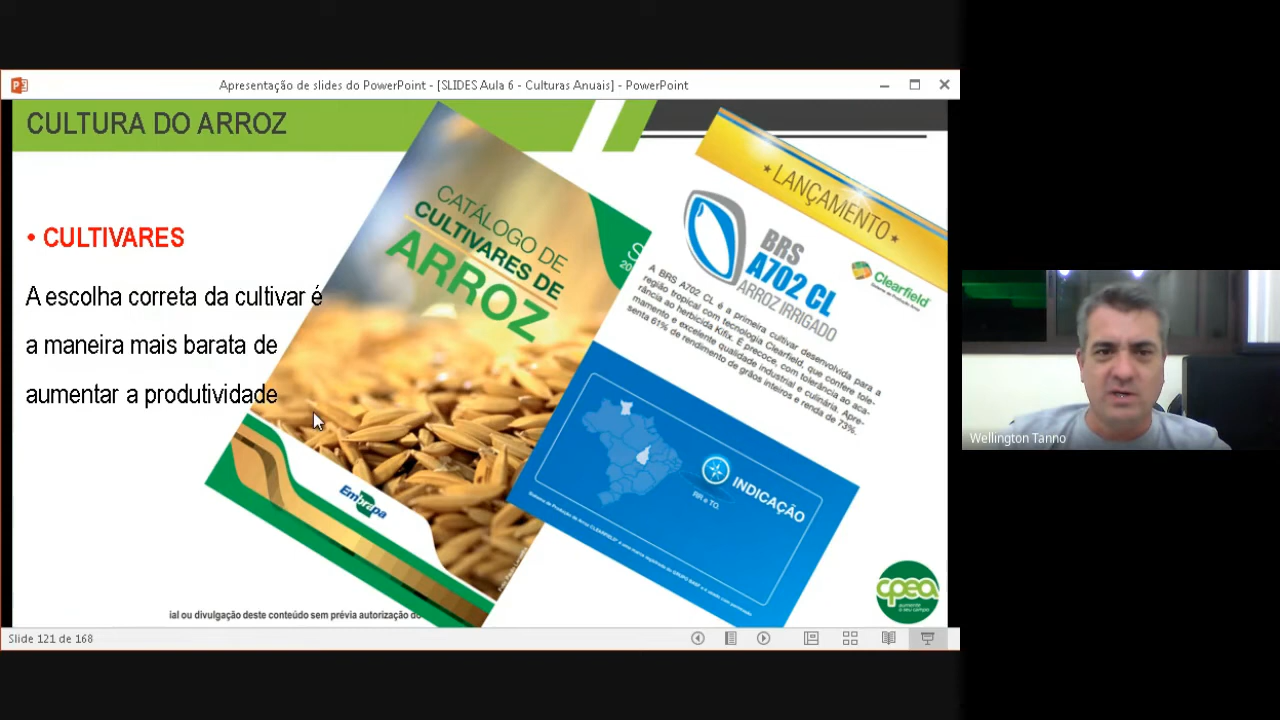 Apresentação de slides do PowerPoint - [SLIDES Aula 6 - Culturas Anuais] - PowerPoint
CULTURA DO ARROZ
• CULTIVARES
A escolha correta da cultivar é
a maneira mais barata de
aumentar a produtividade
CATÁLOGO DE
CULTIVARES DE
ARROZ
Embrapa
LANÇAMENTO
BRS
A702 CL
ARROZ IRRIGADO
Clearfield
A BRS A702 CL é a primeira cultivar desenvolvida para a
região tropical com tecnologia Clearfield, que confere tole-
rância ao herbicida Kifix. É precoce, com tolerância ao aca-
mamento e excelente qualidade industrial e culinária. Apre-
senta 61% de rendimento de grãos inteiros e renda de 73%.
INDICAÇÃO
RR e TO.
cpea
aumente
o seu campo
ial ou divulgação deste conteúdo sem prévia autorização
Slide 121 de 168
Wellington Tanno